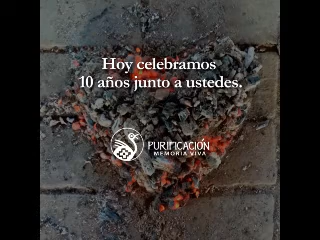 Hoy celebramos
10 años junto a ustedes.
PURIFICACIÓN
MEMORIA VIVA